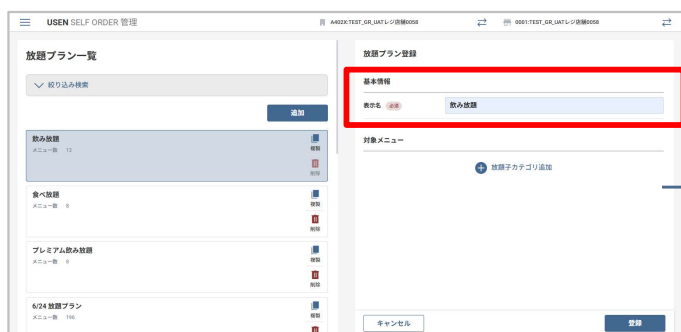 USEN SELF ORDER 管理
A402X:TEST_GR_UATレジ店舗0058
0001:TEST_GR_UATレジ店舗0058
放題プラン一覧
絞り込み検索
追加
飲み放題
メニュー数 13
複製
削除
食べ放題
メニュー数 8
複製
削除
プレミアム飲み放題
メニュー数 8
複製
削除
6/24 放題プラン
メニュー数 196
複製
放題プラン登録
基本情報
表示名 必須 飲み放題
対象メニュー
放題子カテゴリ追加
キャンセル
登録